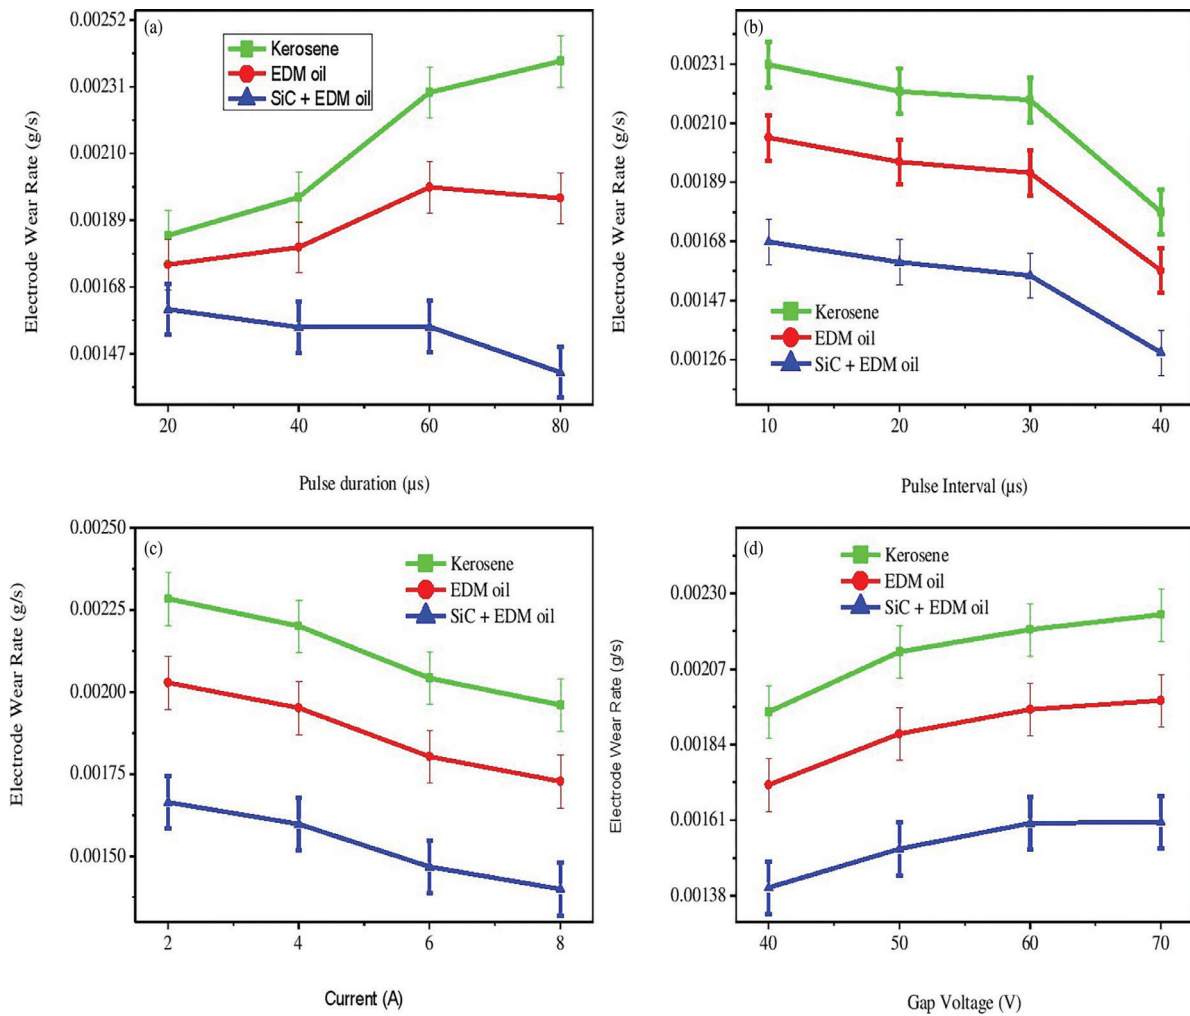 (a)
Kerosene
EDM oil
SiC + EDM oil
Electrode Wear Rate (g/s)
0.00252
0.00231
0.00210
0.00189
0.00168
0.00147
20 40 60 80
Pulse duration (µs)
(b)
Kerosene
EDM oil
SiC + EDM oil
Electrode Wear Rate (g/s)
0.00231
0.00210
0.00189
0.00168
0.00147
0.00126
10 20 30 40
Pulse Interval (µs)
(c)
Kerosene
EDM oil
SiC + EDM oil
Electrode Wear Rate (g/s)
0.00250
0.00225
0.00200
0.00175
0.00150
2 4 6 8
Current (A)
(d)
Kerosene
EDM oil
SiC + EDM oil
Electrode Wear Rate (g/s)
0.00230
0.00207
0.00184
0.00161
0.00138
40 50 60 70
Gap Voltage (V)